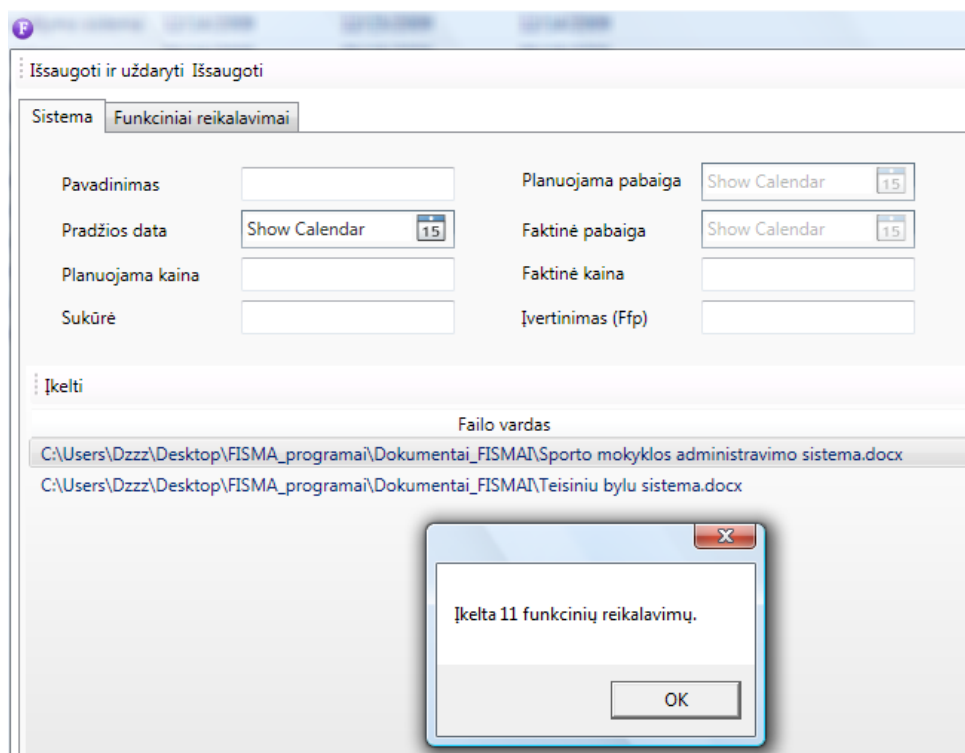 F
Išsaugoti ir uždaryti Išsaugoti
Sistema Funkciniai reikalavimai
Pavadinimas Planuojama pabaiga Show Calendar 15
Pradžios data Show Calendar 15 Faktinė pabaiga Show Calendar 15
Planuojama kaina Faktinė kaina
Sukūrė Įvertinimas (Ffp)
Įkelti
Failo vardas
C:\Users\Dzzz\Desktop\FISMA_programai\Dokumentai_FISMAI\Sporto mokyklos administravimo sistema.docx
C:\Users\Dzzz\Desktop\FISMA_programai\Dokumentai_FISMAI\Teisiniu bylu sistema.docx
Įkelta 11 funkcinių reikalavimų.
OK